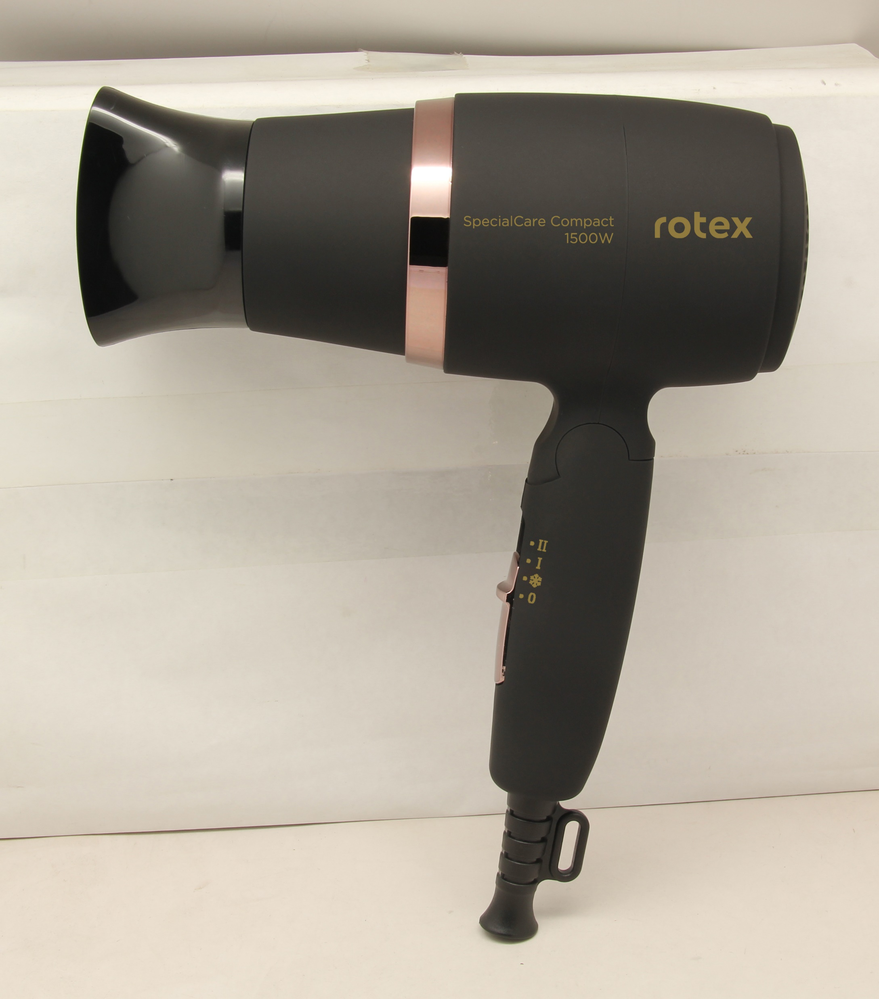 SpecialCare Compact
1500W
rotex
II
I
0